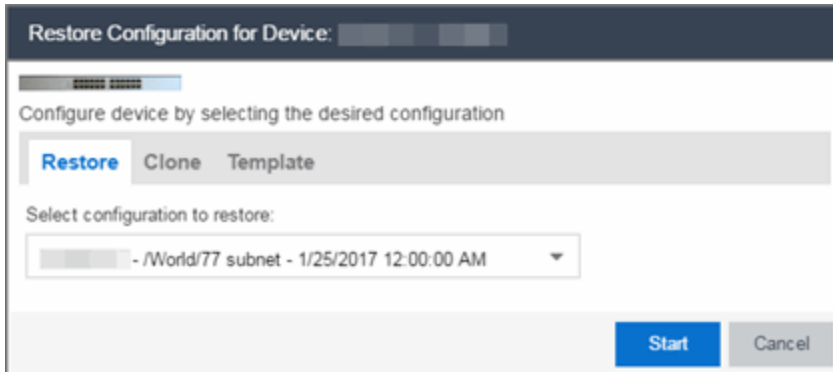 Restore Configuration for Device:
Configure device by selecting the desired configuration
Restore Clone Template
Select configuration to restore:
- /World/77 subnet - 1/25/2017 12:00:00 AM
Start Cancel